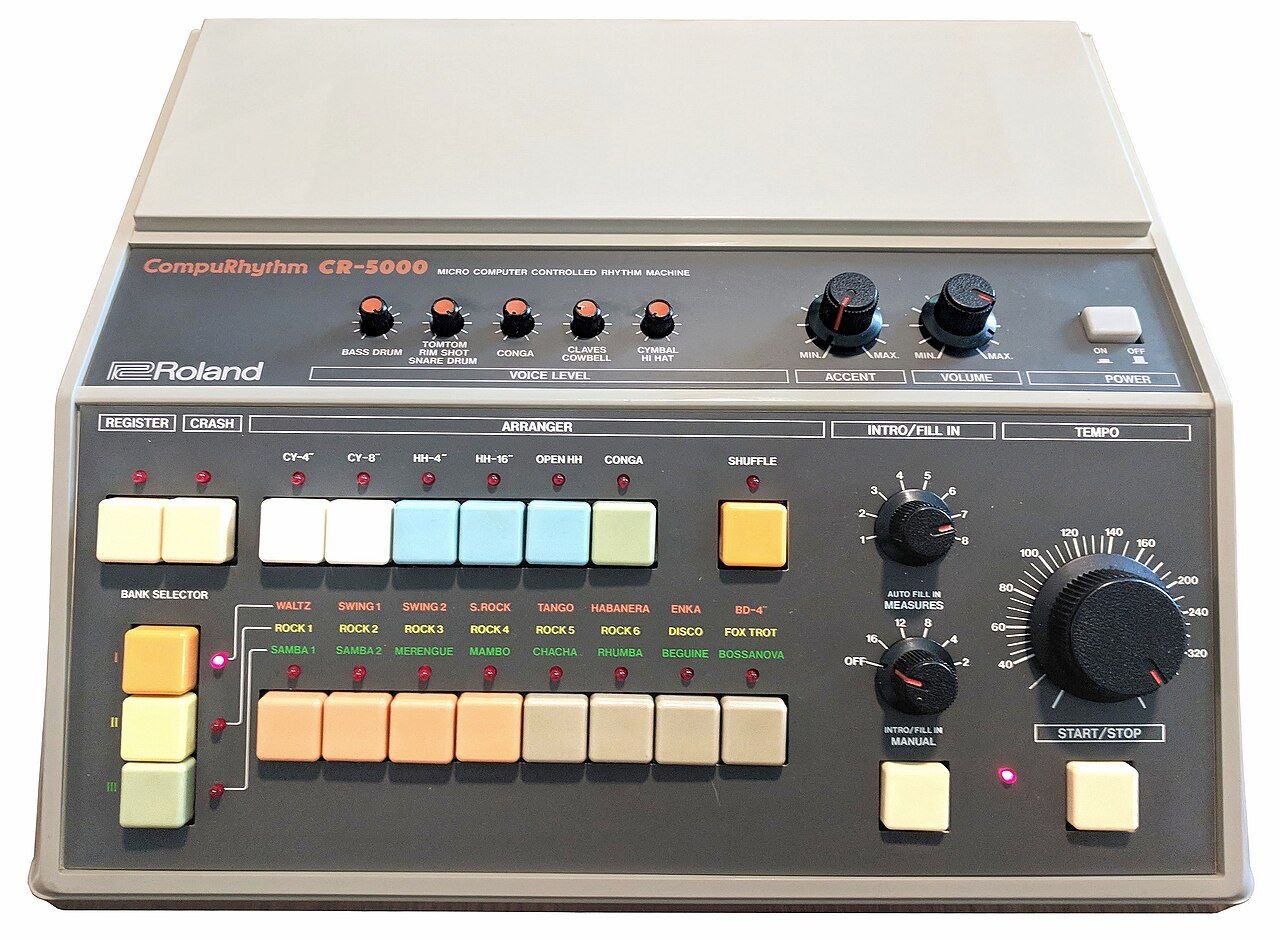 CompuRhythm CR-5000 MICRO COMPUTER CONTROLLED RHYTHM MACHINE
BASS DRUM
TOMTOM
RIM SHOT
SNARE DRUM
CONGA
CLAVES
COWBELL
CYMBAL
HI HAT
MIN. MAX.
MIN. MAX.
ON OFF
Roland
VOICE LEVEL
ACCENT
VOLUME
POWER
REGISTER
CRASH
ARRANGER
INTRO/FILL IN
TEMPO
CY-4
CY-8
HH-4
HH-16
OPEN HH
CONGA
SHUFFLE
1 2 3 4 5 6 7 8
AUTO FILL IN
MEASURES
40 60 80 100 120 140 160 200 240 320
BANK SELECTOR
I
WALTZ SWING 1 SWING 2 S.ROCK TANGO HABANERA ENKA BD-4
II
ROCK 1 ROCK 2 ROCK 3 ROCK 4 ROCK 5 ROCK 6 DISCO FOX TROT
III
SAMBA 1 SAMBA 2 MERENGUE MAMBO CHACHA RHUMBA BEGUINE BOSSANOVA
OFF 16 12 8 4 2
INTRO/FILL IN
MANUAL
START/STOP